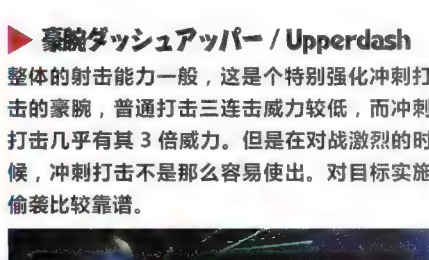 豪腕ダッシュアッパー / Upperdash
整体的射击能力一般，这是个特别强化冲刺打
击的豪腕，普通打击三连击威力较低，而冲刺
打击几乎有其 3 倍威力。但是在对战激烈的时
候，冲刺打击不是那么容易使出。对目标实施
偷袭比较靠谱。